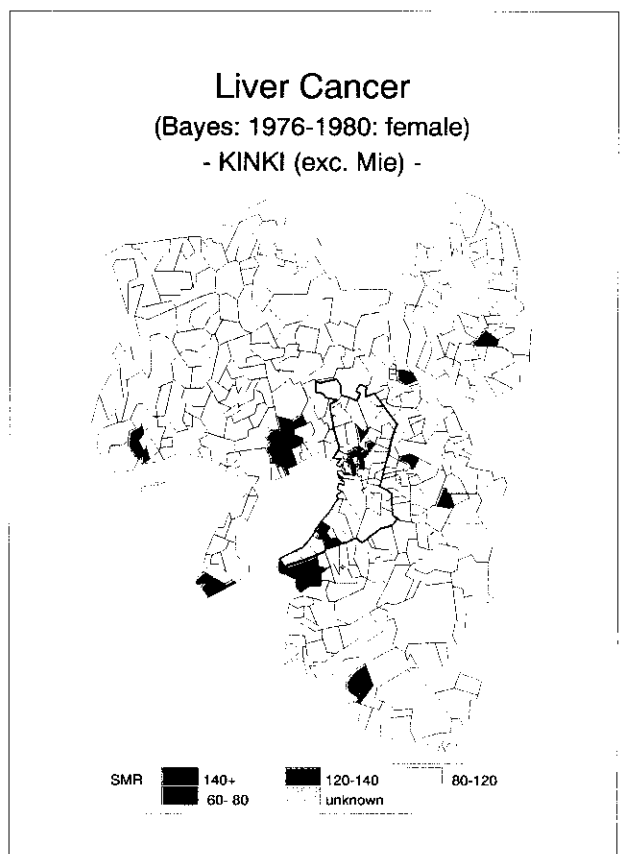 Liver Cancer
(Bayes: 1976-1980: female)
- KINKI (exc. Mie) -
SMR 140+ 120-140 80-120
60- 80 unknown